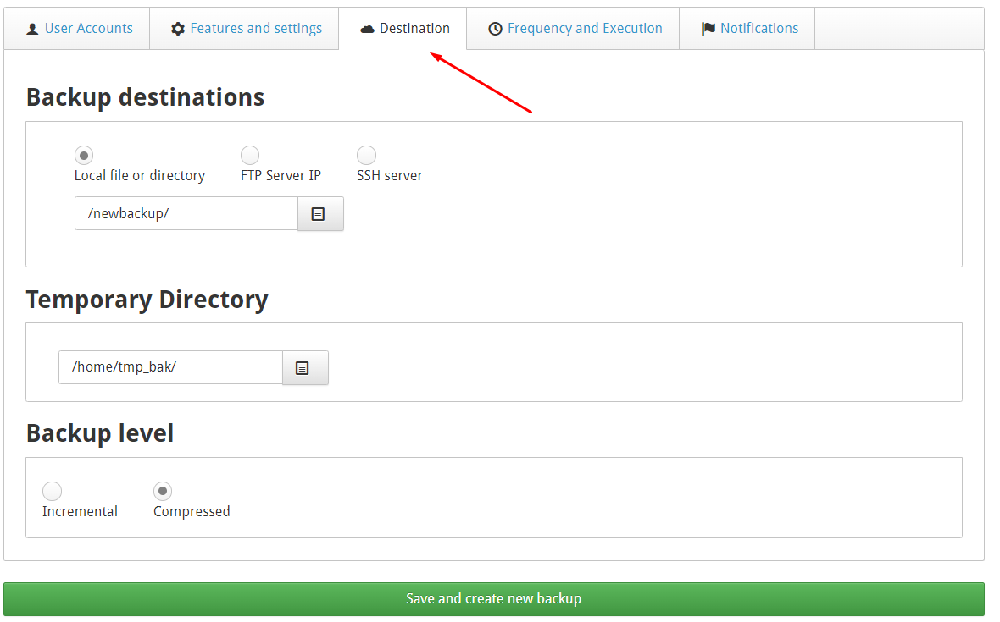 User Accounts Features and settings Destination Frequency and Execution Notifications
Backup destinations
Local file or directory FTP Server IP SSH server
/newbackup/
Temporary Directory
/home/tmp_bak/
Backup level
Incremental Compressed
Save and create new backup